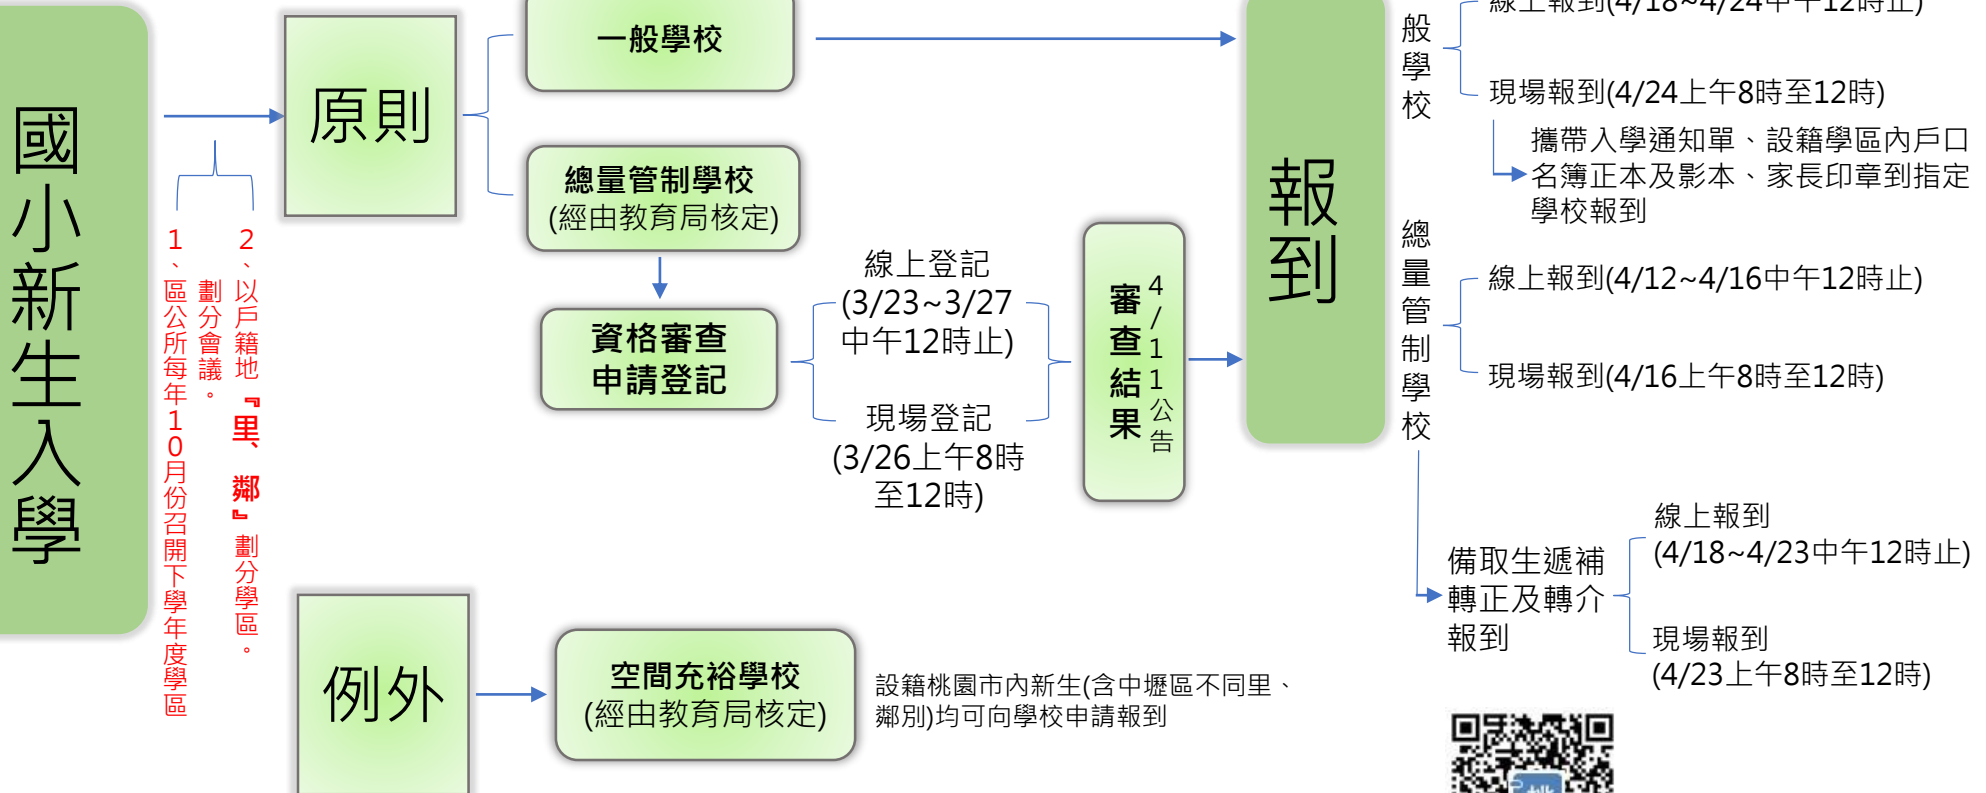 國小新生入學
1、區公所每年10月份召開下學年度學區
劃分會議。
2、以戶籍地『里、鄰』劃分學區。
原則
一般學校
總量管制學校
(經由教育局核定)
資格審查
申請登記
線上登記
(3/23~3/27
中午12時止)
現場登記
(3/26上午8時
至12時)
審查結果
4/11公告
報到
般學校
線上報到(4/18~4/24中午12時止)
現場報到(4/24上午8時至12時)
攜帶入學通知單、設籍學區內戶口
名簿正本及影本、家長印章到指定
學校報到
總量管制學校
線上報到(4/12~4/16中午12時止)
現場報到(4/16上午8時至12時)
備取生遞補
轉正及轉介
報到
線上報到
(4/18~4/23中午12時止)
現場報到
(4/23上午8時至12時)
例外
空間充裕學校
(經由教育局核定)
設籍桃園市內新生(含中壢區不同里、
鄰別)均可向學校申請報到